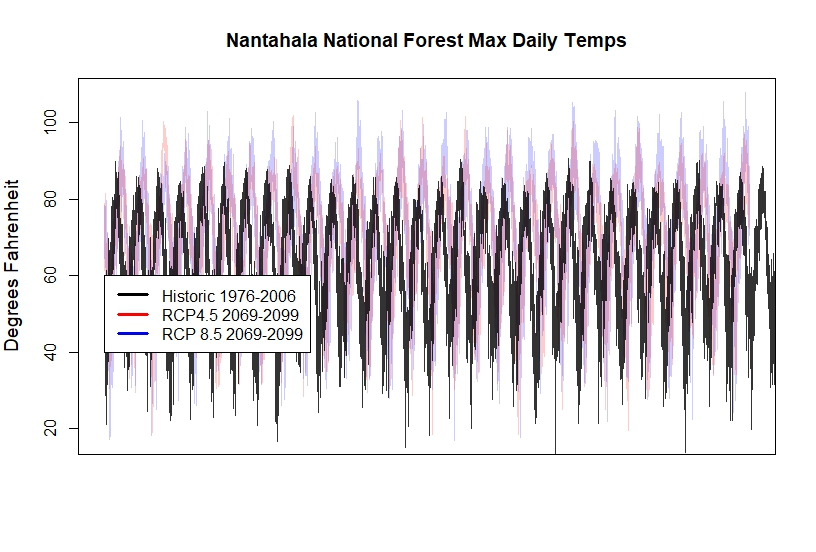 Nantahala National Forest Max Daily Temps
Degrees Fahrenheit
100
80
60
40
20
Historic 1976-2006
RCP4.5 2069-2099
RCP 8.5 2069-2099